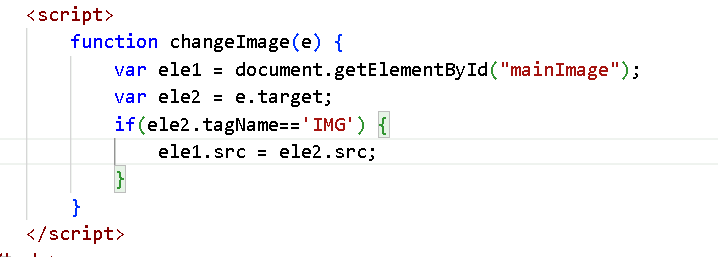 <script>
function changeImage(e) {
var ele1 = document.getElementById("mainImage");
var ele2 = e.target;
if(ele2.tagName=='IMG') {
ele1.src = ele2.src;
}
}
</script>